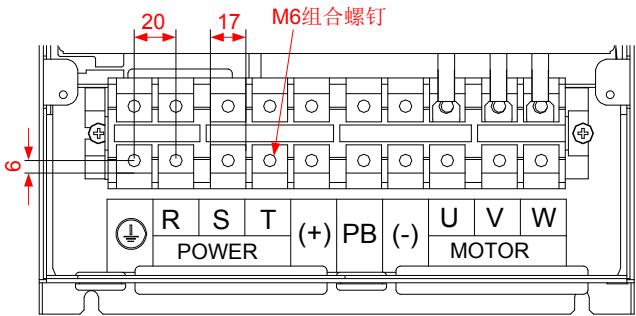 20
17
M6组合螺钉
6
R S T (+) PB (-) U V W
POWER
MOTOR